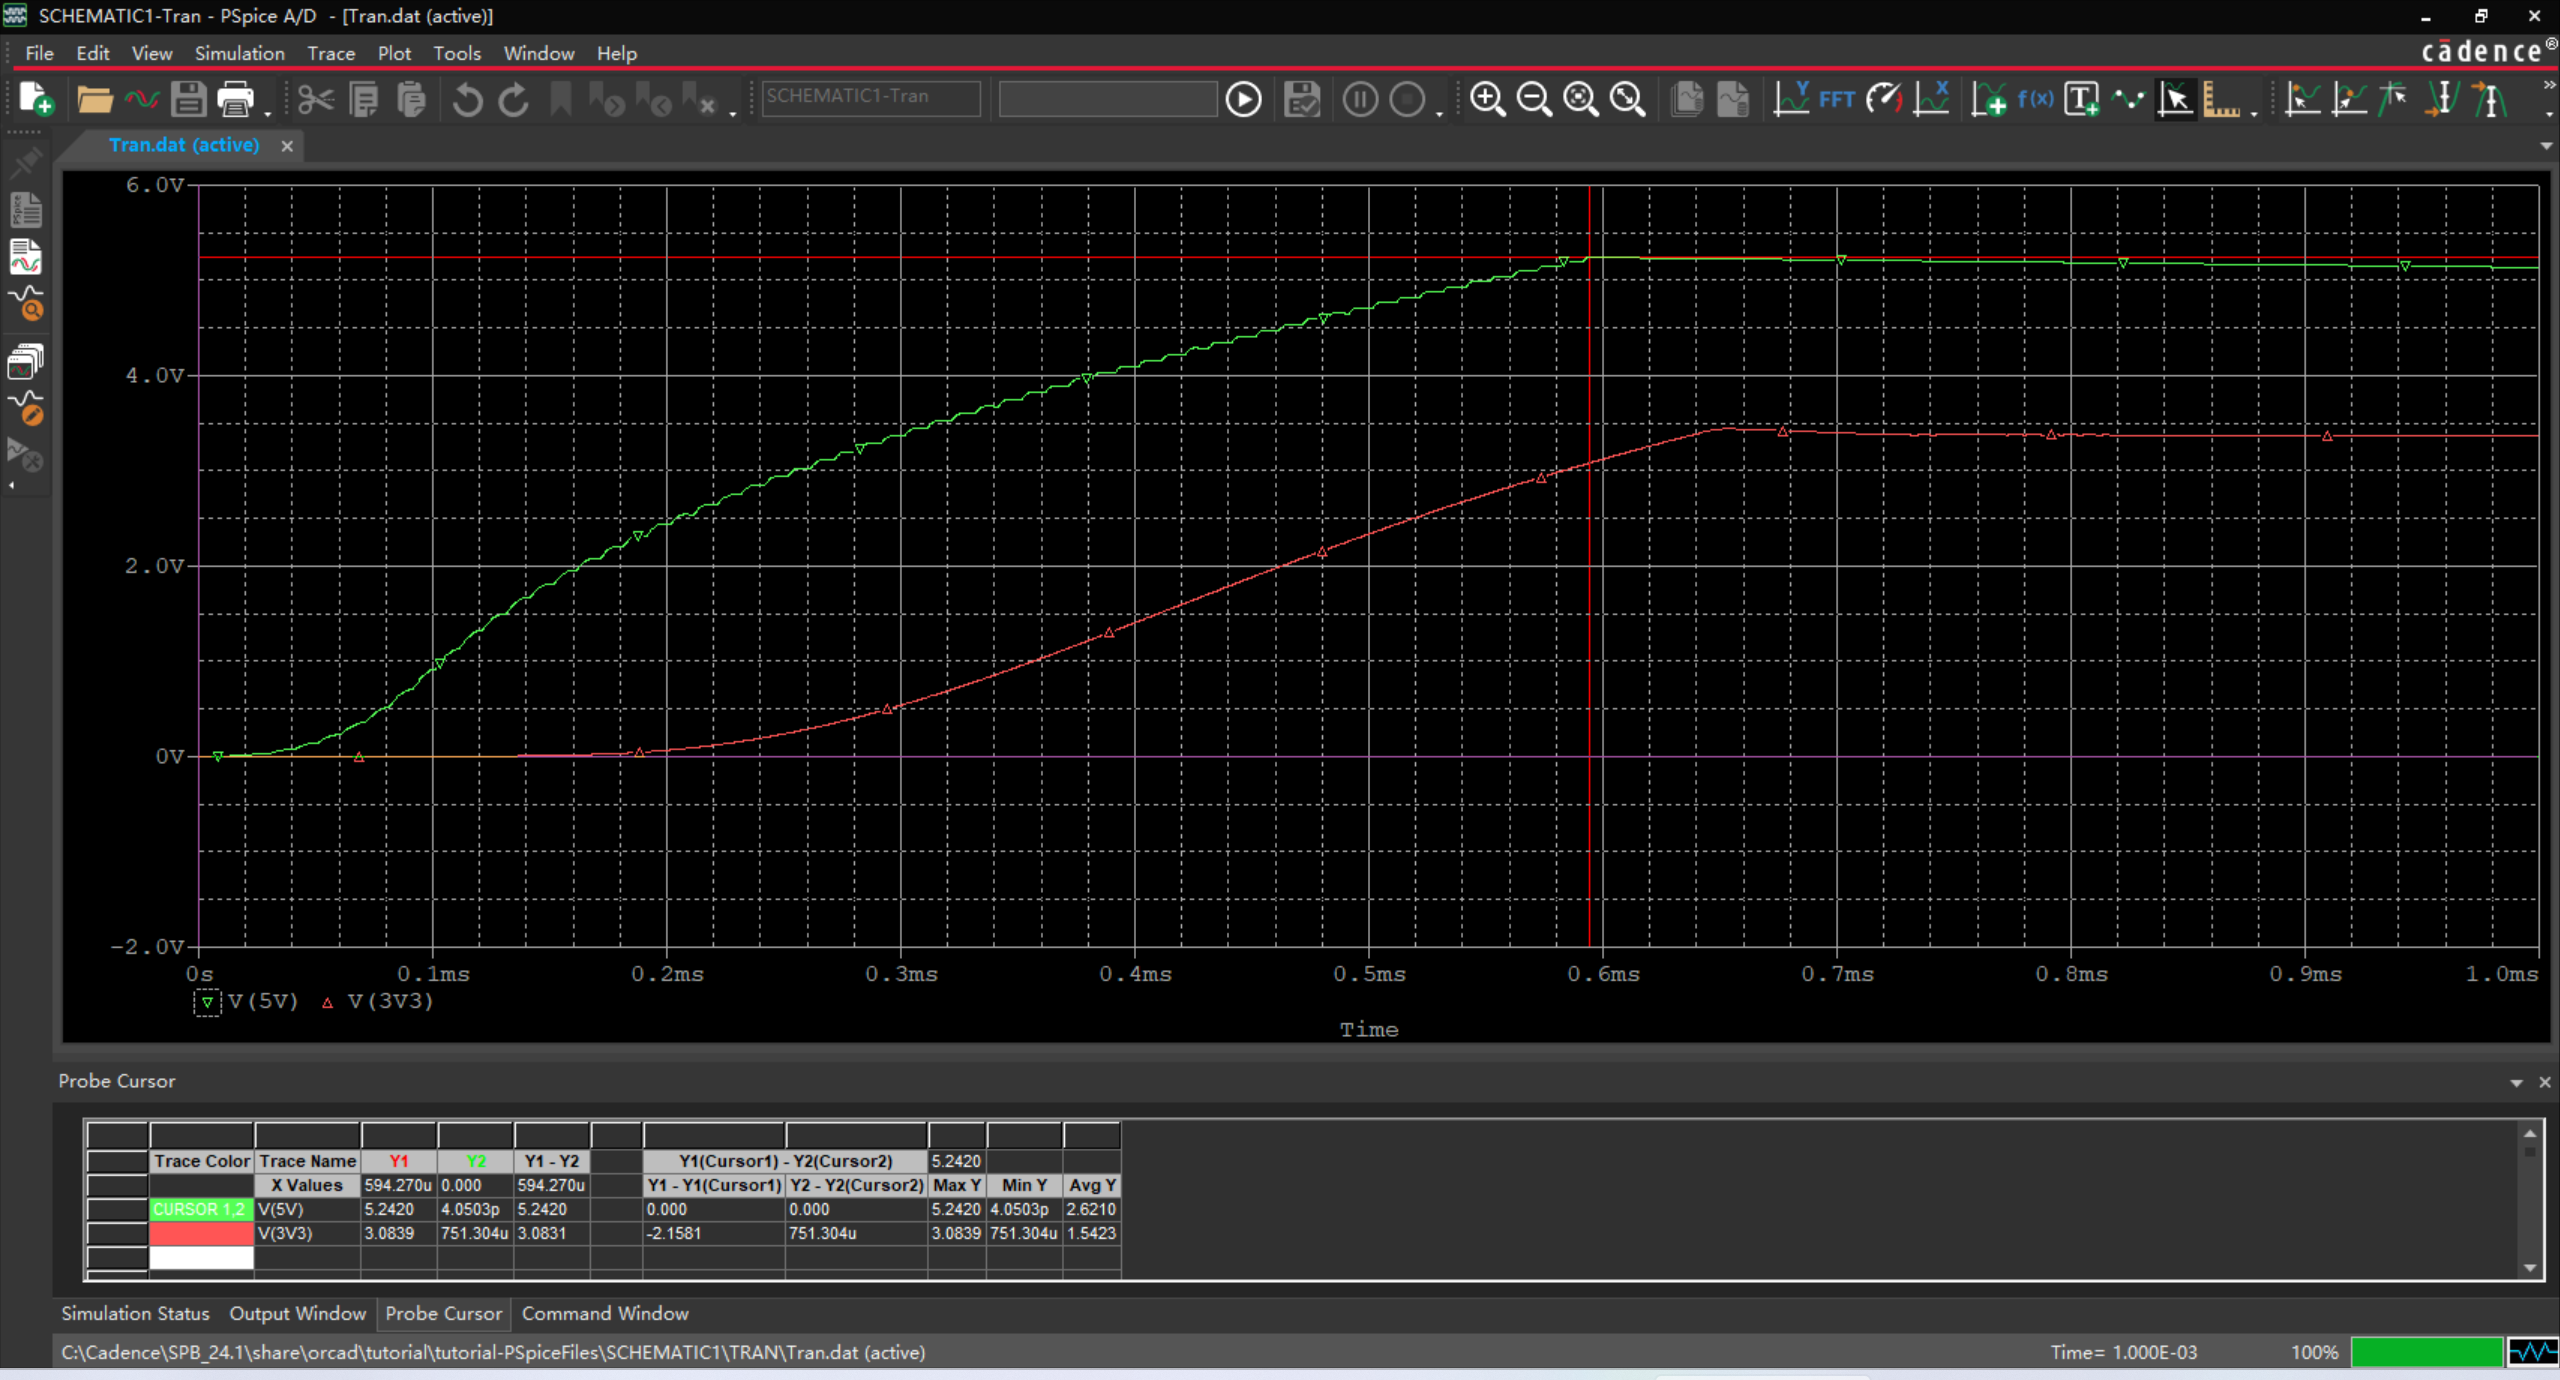 SCHEMATIC1-Tran - PSpice A/D - [Tran.dat (active)]
File Edit View Simulation Trace Plot Tools Window Help
cādence®
SCHEMATIC1-Tran
Y FFT X f(x) T
Tran.dat (active)
PSpice
6.0V
4.0V
2.0V
0V
-2.0V
0s 0.1ms 0.2ms 0.3ms 0.4ms 0.5ms 0.6ms 0.7ms 0.8ms 0.9ms 1.0ms
V(5V) V(3V3)
Time
Probe Cursor
Trace Color Trace Name Y1 Y2 Y1 - Y2 Y1(Cursor1) - Y2(Cursor2) 5.2420
X Values 594.270u 0.000 594.270u Y1 - Y1(Cursor1) Y2 - Y2(Cursor2) Max Y Min Y Avg Y
CURSOR 1,2 V(5V) 5.2420 4.0503p 5.2420 0.000 0.000 5.2420 4.0503p 2.6210
V(3V3) 3.0839 751.304u 3.0831 -2.1581 751.304u 3.0839 751.304u 1.5423
Simulation Status Output Window Probe Cursor Command Window
C:\Cadence\SPB_24.1\share\orcad\tutorial\tutorial-PSpiceFiles\SCHEMATIC1\TRAN\Tran.dat (active) Time= 1.000E-03 100%